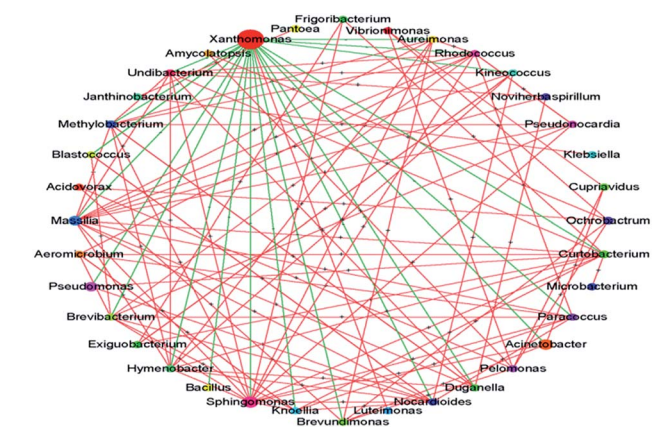 Frigoribacterium
Pantoea
Vibrionimonas
Xanthomonas
Aureimonas
Amycolatopsis
Rhodococcus
Undibacterium
Kineococcus
Janthinobacterium
Noviherbaspirillum
Methylobacterium
Pseudonocardia
Blastococcus
Klebsiella
Acidovorax
Cupriavidus
Massilia
Ochrobactrum
Aeromicrobium
Curtobacterium
Pseudomonas
Microbacterium
Brevibacterium
Paracoccus
Exiguobacterium
Acinetobacter
Hymenobacter
Pelomonas
Bacillus
Duganella
Sphingomonas
Nocardioides
Knoellia
Luteimonas
Brevundimonas